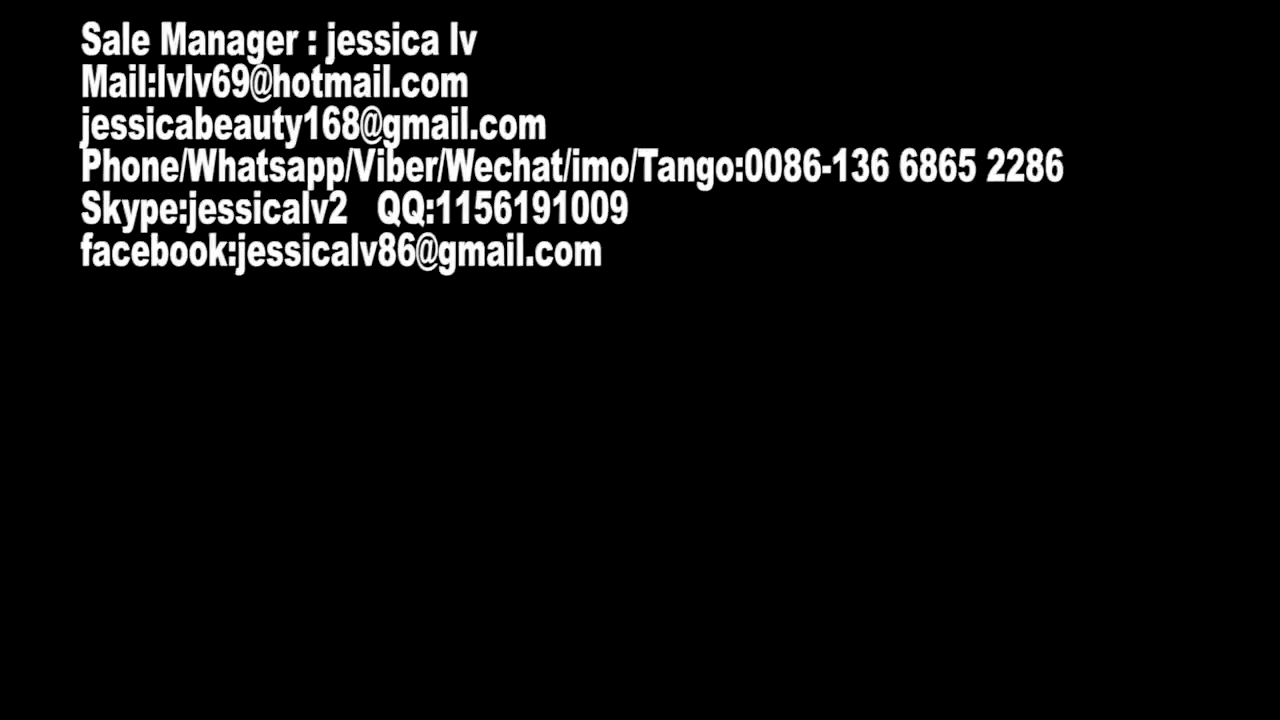 Sale Manager : jessica lv
Mail:lvlv69@hotmail.com
jessicabeauty168@gmail.com
Phone/Whatsapp/Viber/Wechat/imo/Tango:0086-136 6865 2286
Skype:jessicalv2   QQ:1156191009
facebook:jessicalv86@gmail.com